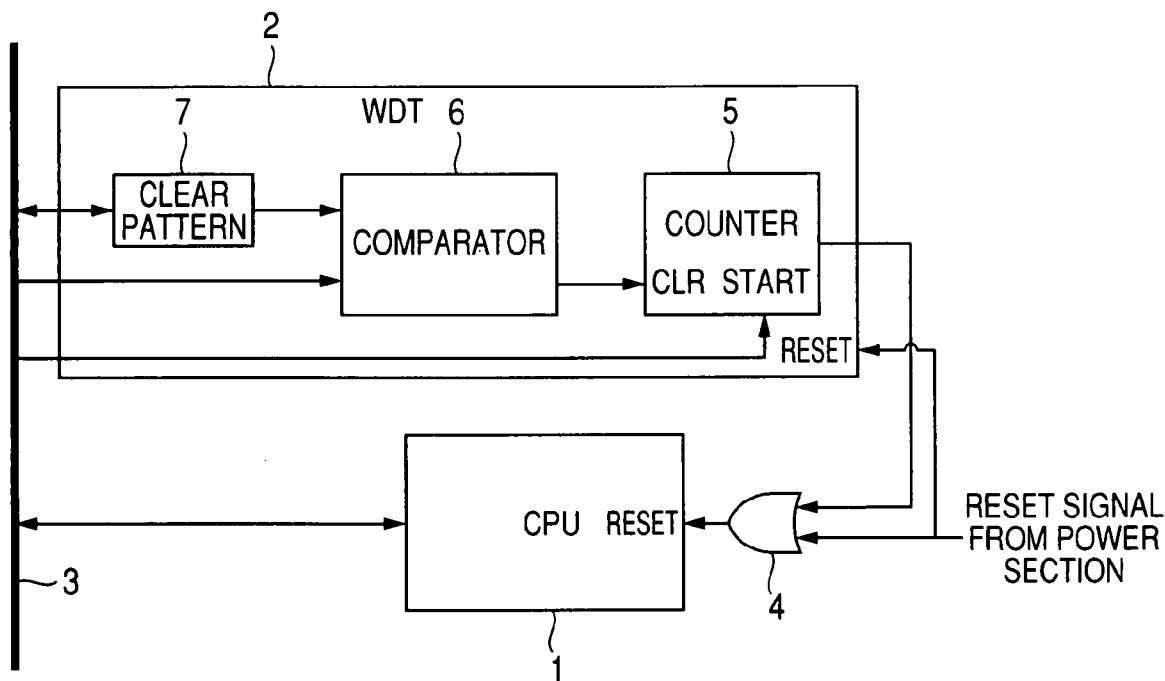 2
WDT
7
6
5
CLEAR
PATTERN
COMPARATOR
COUNTER
CLR START
RESET
CPU RESET
RESET SIGNAL
FROM POWER
SECTION
4
3
1